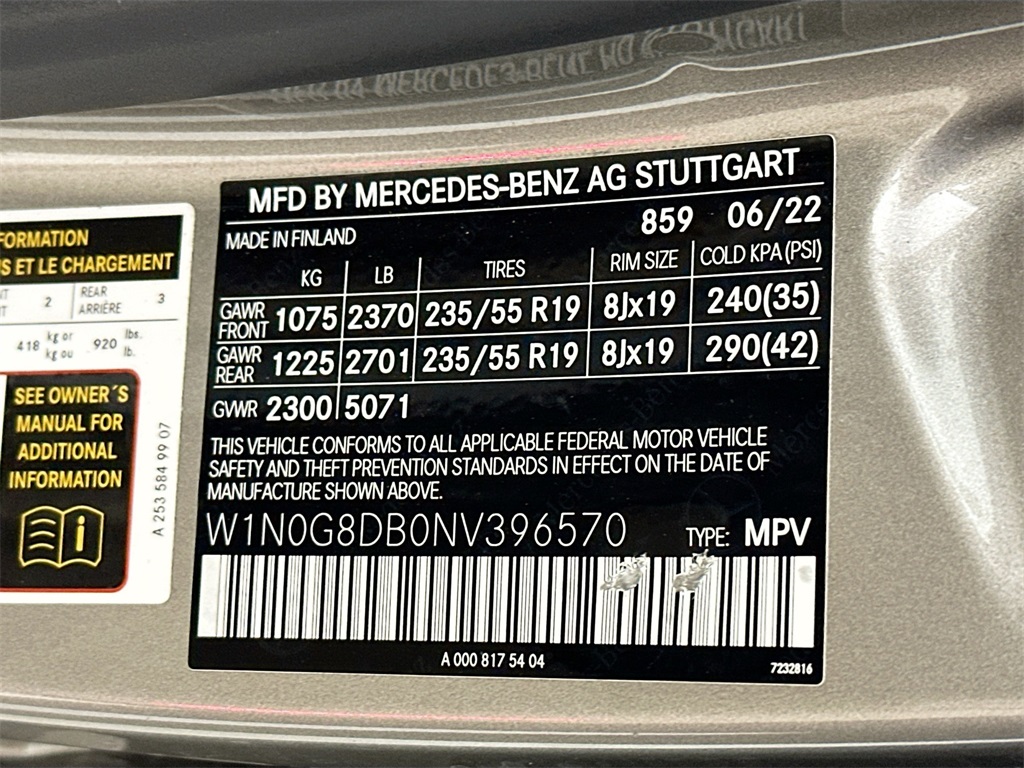 MFD BY MERCEDES-BENZ AG STUTTGART
859 06/22
MADE IN FINLAND
KG LB TIRES RIM SIZE COLD KPA (PSI)
GAWR FRONT 1075 2370 235/55 R19 8Jx19 240(35)
GAWR REAR 1225 2701 235/55 R19 8Jx19 290(42)
GVWR 2300 5071
THIS VEHICLE CONFORMS TO ALL APPLICABLE FEDERAL MOTOR VEHICLE
SAFETY AND THEFT PREVENTION STANDARDS IN EFFECT ON THE DATE OF
MANUFACTURE SHOWN ABOVE.
W1N0G8DB0NV396570 TYPE: MPV
A 000 817 54 04
7232816
ET LE CHARGEMENT
2 REAR ARRIÈRE 3
418 kg or kg ou 920 lbs. lb.
SEE OWNER´S
MANUAL FOR
ADDITIONAL
INFORMATION
i
A 253 584 99 07